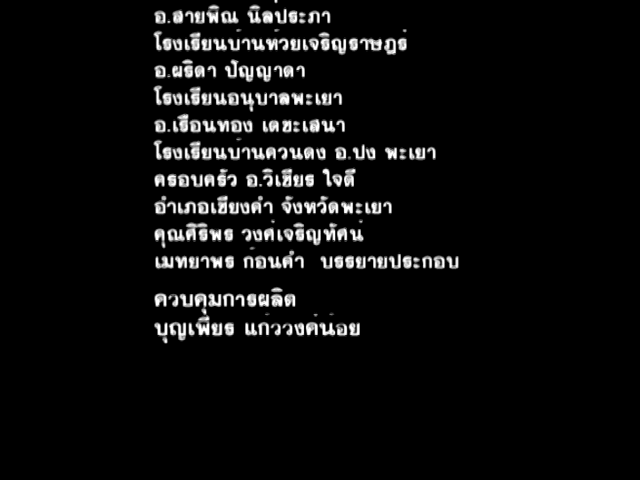 อ.สายพิณ นิลประภา
โรงเรียนบ้านห้วยเจริญราษฎร์
อ.ผริดา ปัญญาดา
โรงเรียนอนุบาลพะเยา
อ.เรือนทอง เดชะเสนา
โรงเรียนบ้านควนดง อ.ปง พะเยา
ครอบครัว อ.วิเชียร ใจดี
อำเภอเชียงคำ จังหวัดพะเยา
คุณศิริพร วงศ์เจริญทัศน์
เมทยาพร ก้อนคำ บรรยายประกอบ
ควบคุมการผลิต
บุญเพียร แก้ววงค์น้อย